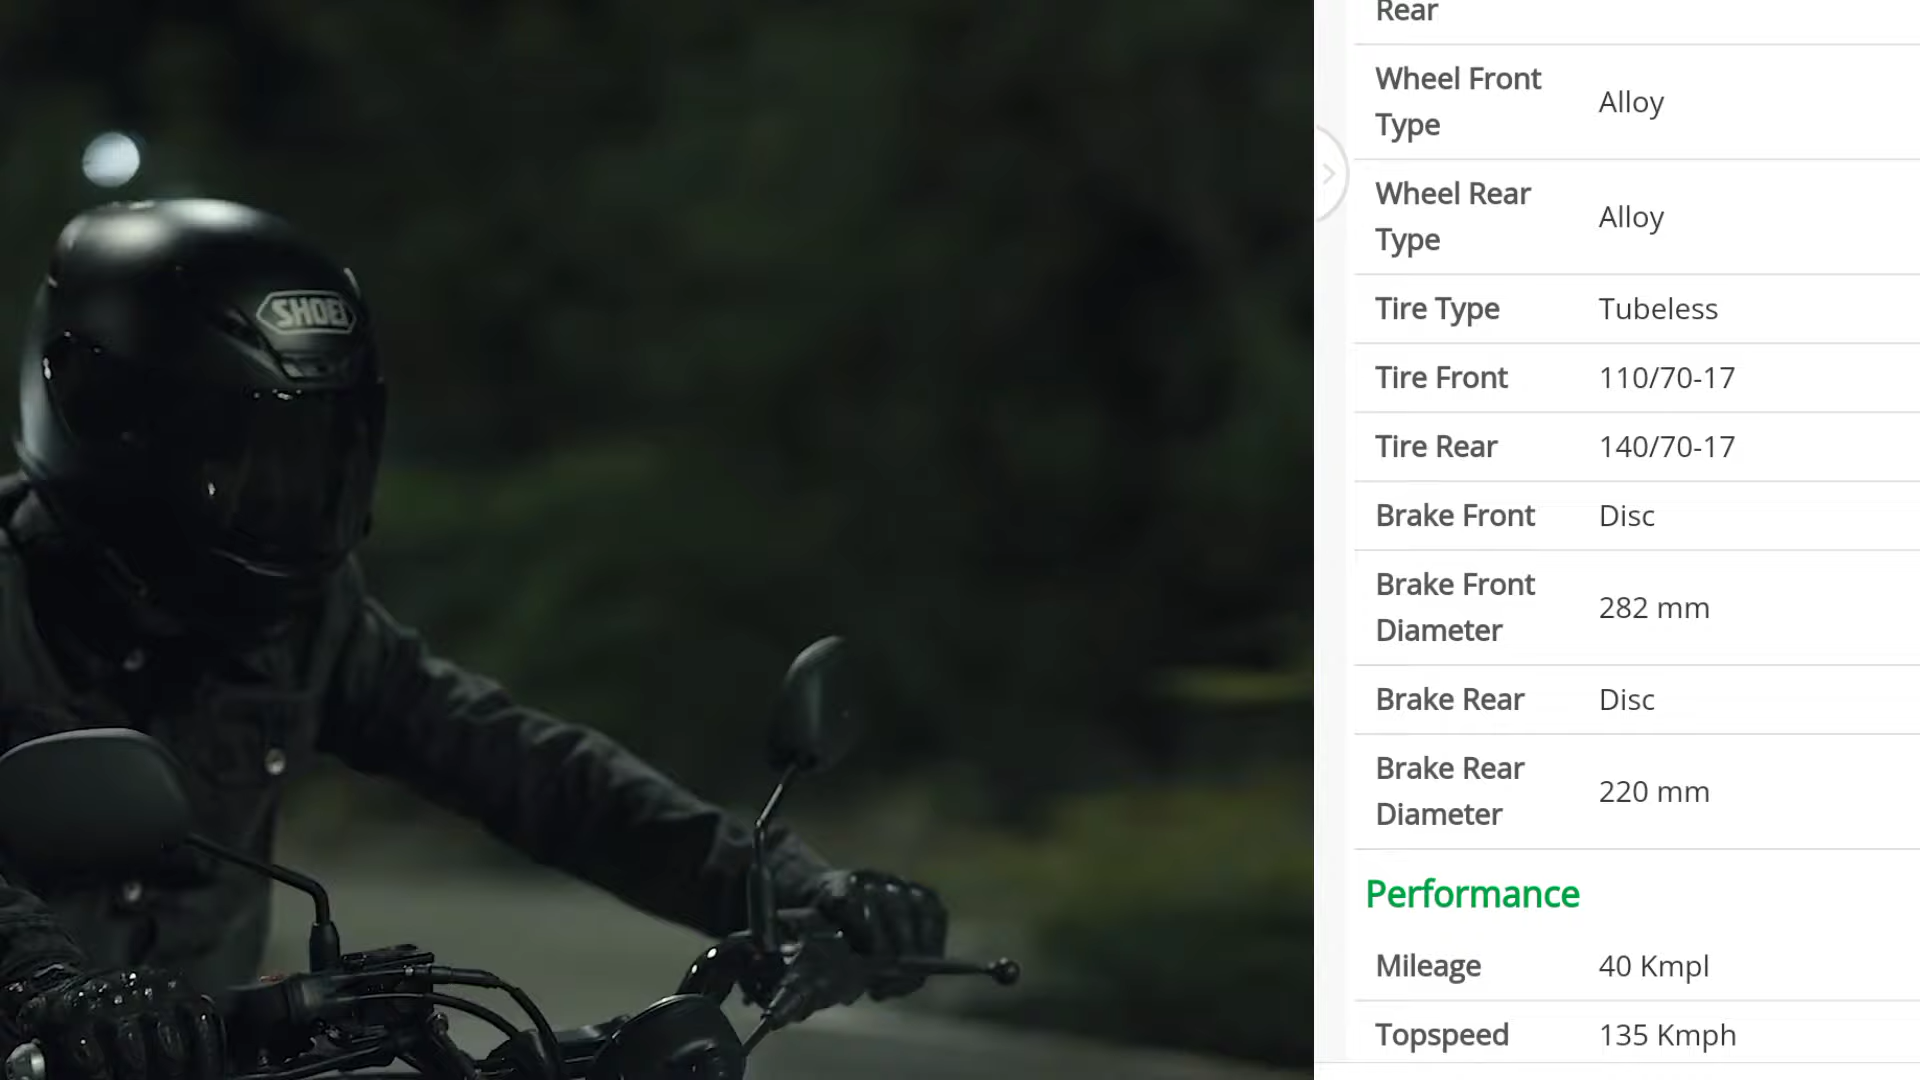 SHOEI
Rear
Wheel Front
Type
Alloy
Wheel Rear
Type
Alloy
Tire Type Tubeless
Tire Front 110/70-17
Tire Rear 140/70-17
Brake Front Disc
Brake Front
Diameter
282 mm
Brake Rear Disc
Brake Rear
Diameter
220 mm
Performance
Mileage 40 Kmpl
Topspeed 135 Kmph